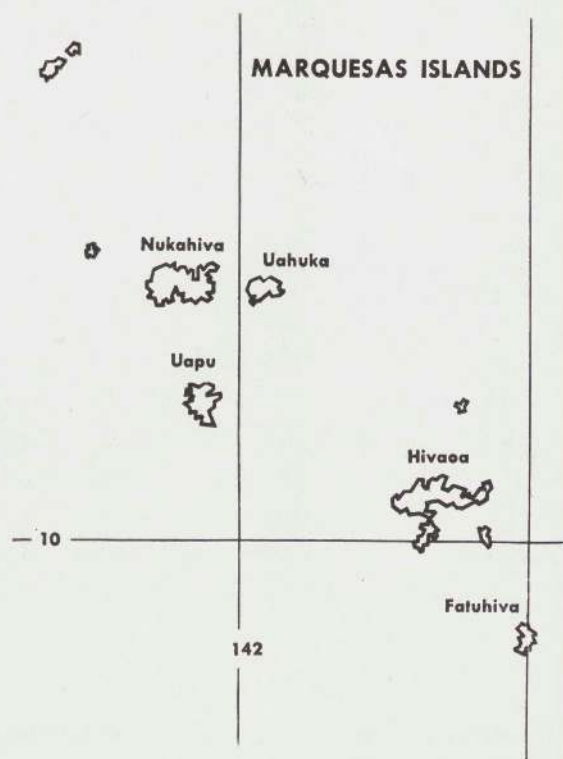 MARQUESAS ISLANDS
Nukahiva
Uahuka
Uapu
Hivaoa
— 10
Fatuhiva
142